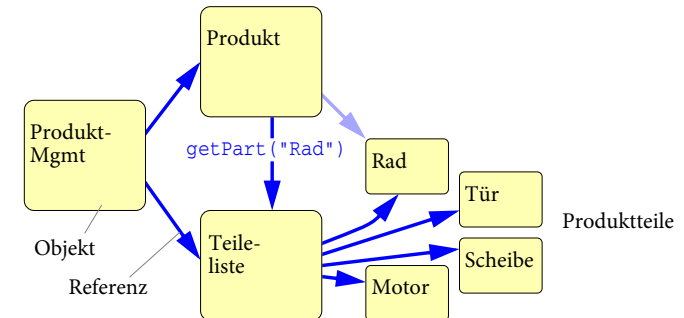 Produkt
Produkt-
Mgmt
getPart("Rad")
Rad
Tür
Produktteile
Objekt
Teile-
liste
Scheibe
Referenz
Motor